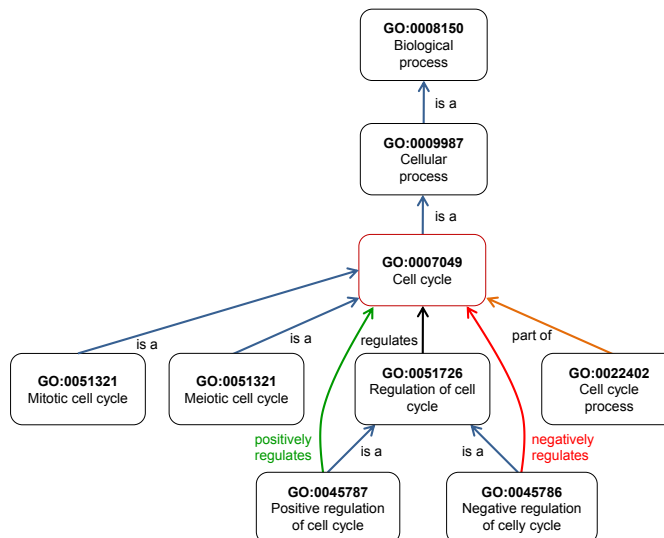 GO:0008150
Biological
process
is a
GO:0009987
Cellular
process
is a
GO:0007049
Cell cycle
is a
is a
regulates
part of
GO:0051321
Mitotic cell cycle
GO:0051321
Meiotic cell cycle
GO:0051726
Regulation of cell
cycle
GO:0022402
Cell cycle
process
positively
regulates
is a
is a
negatively
regulates
GO:0045787
Positive regulation
of cell cycle
GO:0045786
Negative regulation
of celly cycle